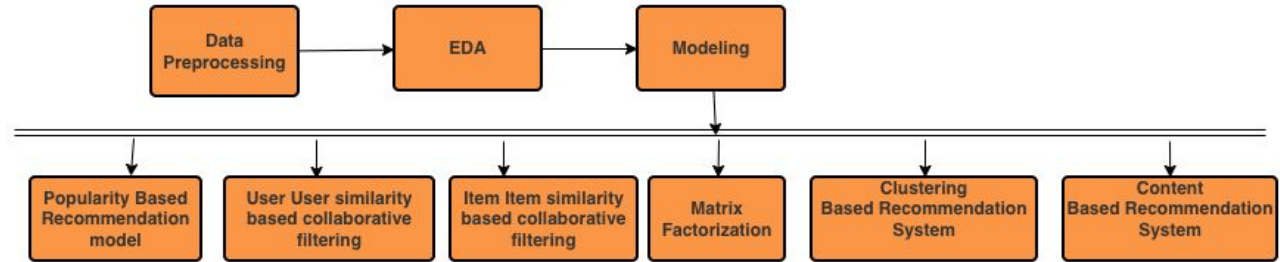 Data
Preprocessing
EDA
Modeling
Popularity Based
Recommendation
model
User User similarity
based collaborative
filtering
Item Item similarity
based collaborative
filtering
Matrix
Factorization
Clustering
Based Recommendation
System
Content
Based Recommendation
System